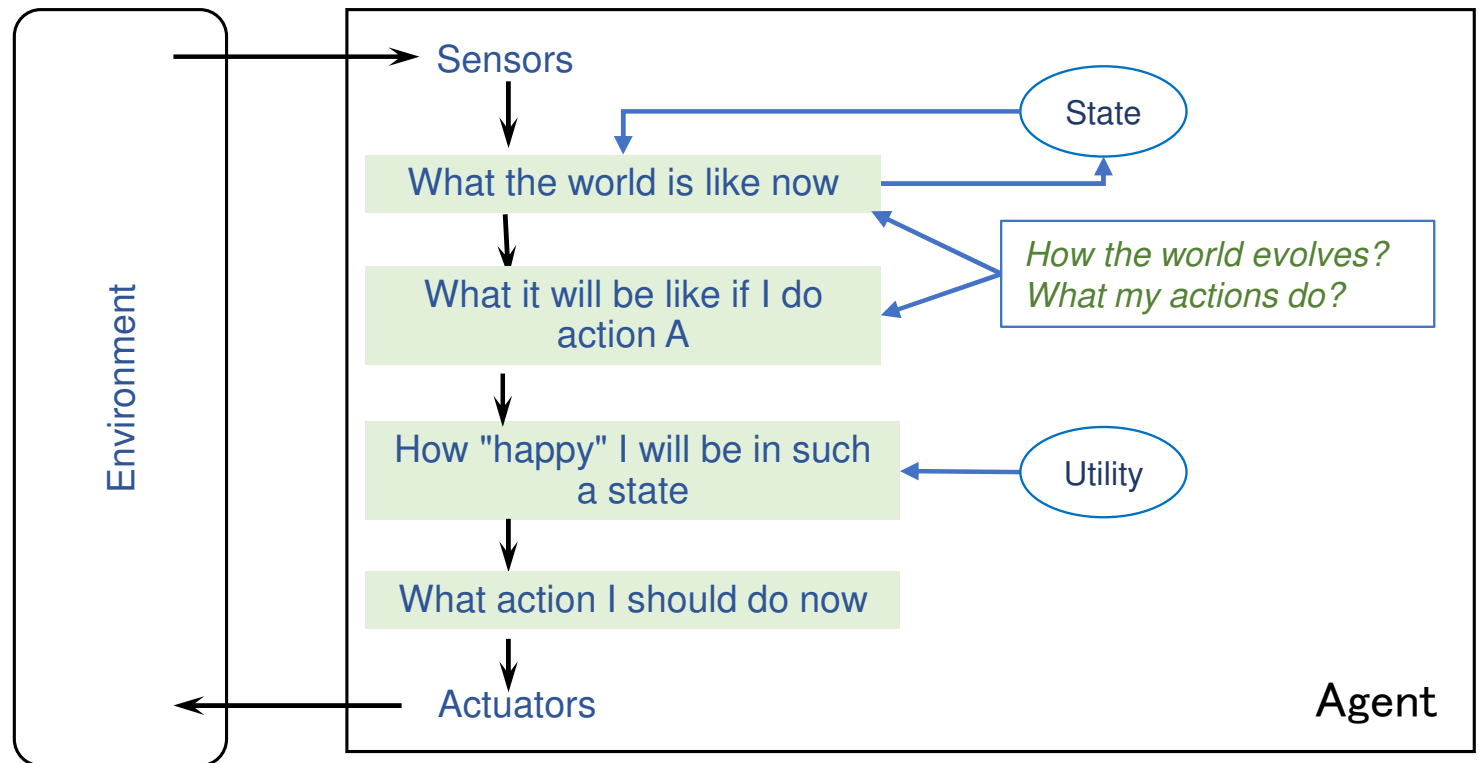 Environment
Sensors
State
What the world is like now
How the world evolves?
What my actions do?
What it will be like if I do
action A
How "happy" I will be in such
a state
Utility
What action I should do now
Actuators
Agent